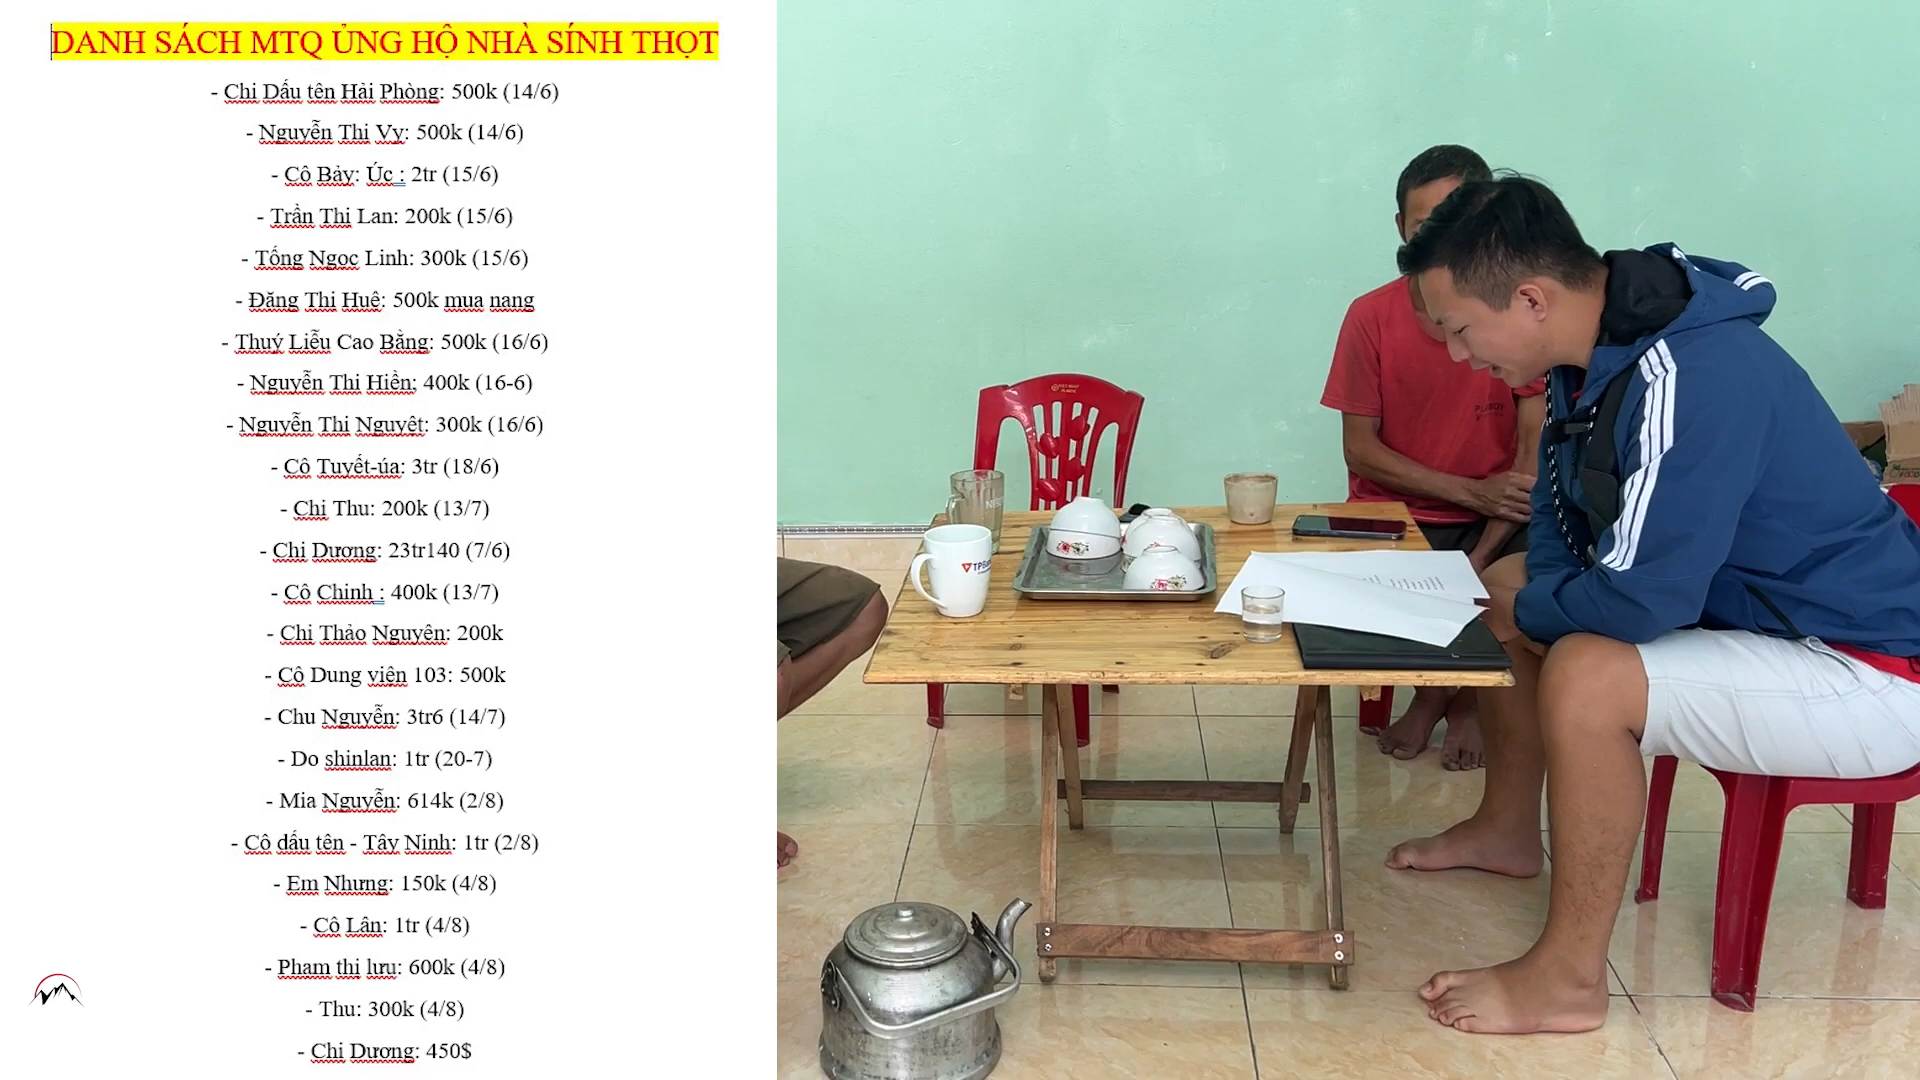 DANH SÁCH MTQ ỦNG HỘ NHÀ SÍNH THỌT
- Chị Dấu tên Hải Phòng: 500k (14/6)
- Nguyễn Thị Vy: 500k (14/6)
- Cô Bảy: Úc : 2tr (15/6)
- Trần Thị Lan: 200k (15/6)
- Tống Ngọc Linh: 300k (15/6)
- Đặng Thị Huệ: 500k mua nang
- Thuý Liễu Cao Bằng: 500k (16/6)
- Nguyễn Thị Hiền; 400k (16-6)
- Nguyễn Thị Nguyệt: 300k (16/6)
- Cô Tuyết-úa: 3tr (18/6)
- Chị Thu: 200k (13/7)
- Chị Dương: 23tr140 (7/6)
- Cô Chinh : 400k (13/7)
- Chị Thảo Nguyên: 200k
- Cô Dung viện 103: 500k
- Chu Nguyễn: 3tr6 (14/7)
- Do shinlan: 1tr (20-7)
- Mia Nguyễn: 614k (2/8)
- Cô dấu tên - Tây Ninh: 1tr (2/8)
- Em Nhưng: 150k (4/8)
- Cô Lân: 1tr (4/8)
- Phạm thị lưu: 600k (4/8)
- Thu: 300k (4/8)
- Chị Dương: 450$